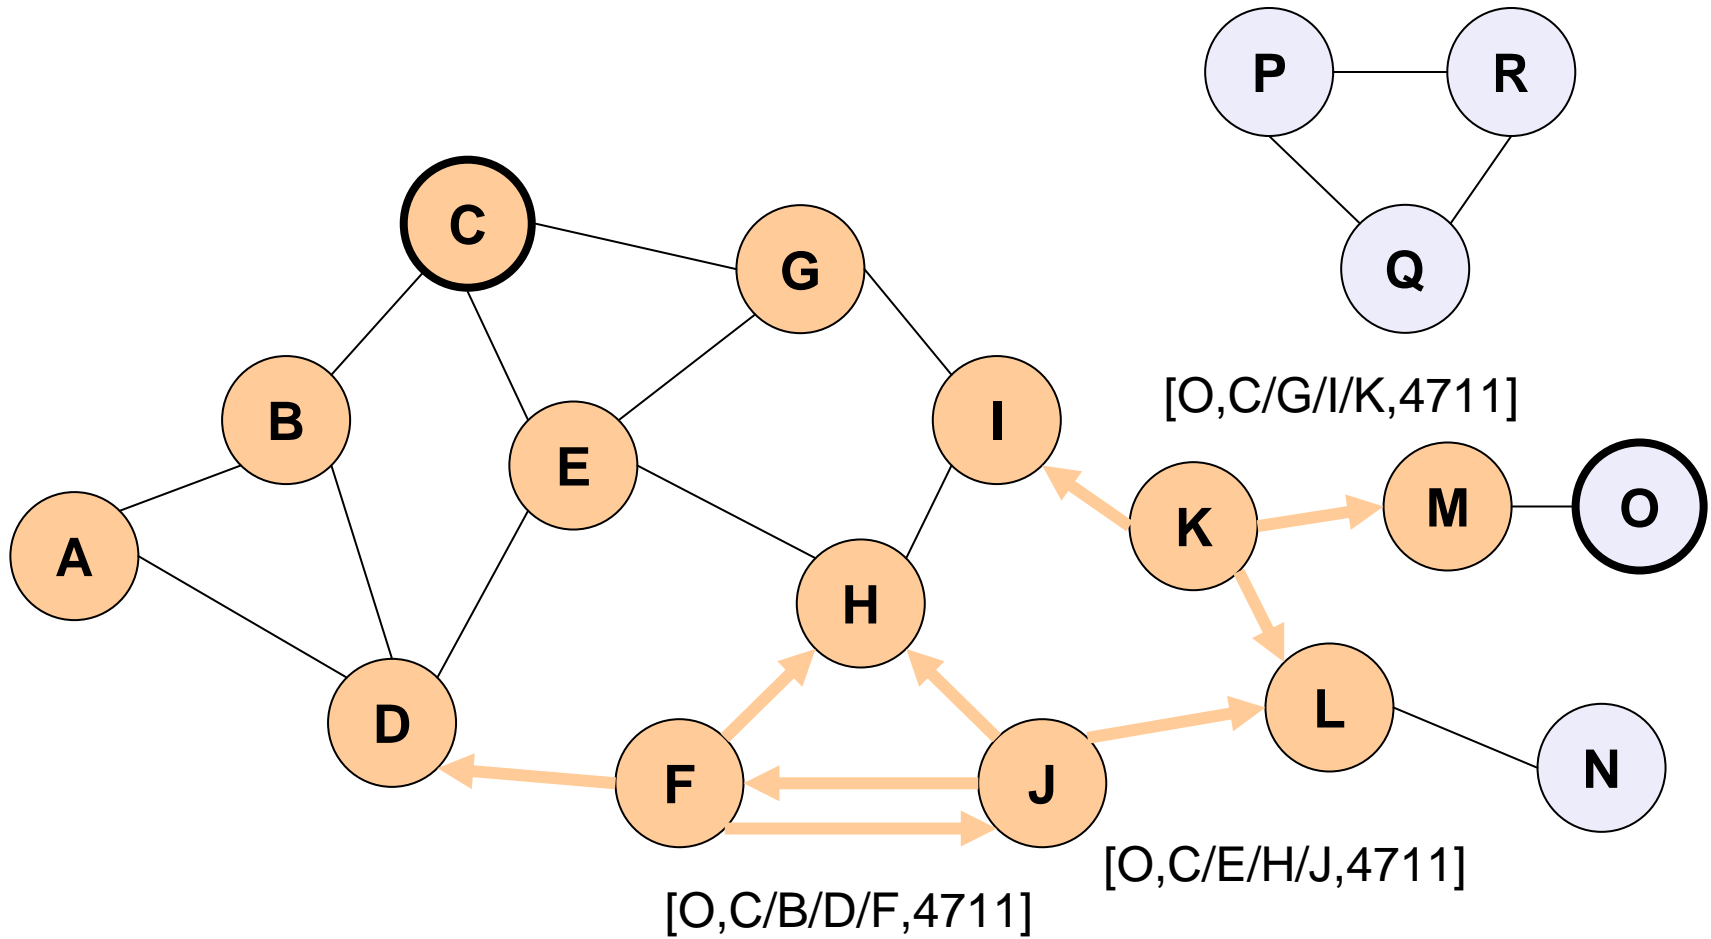 P
R
C
G
Q
[O,C/G/I/K,4711]
B
I
E
M
O
K
A
H
L
D
N
F
J
[O,C/E/H/J,4711]
[O,C/B/D/F,4711]